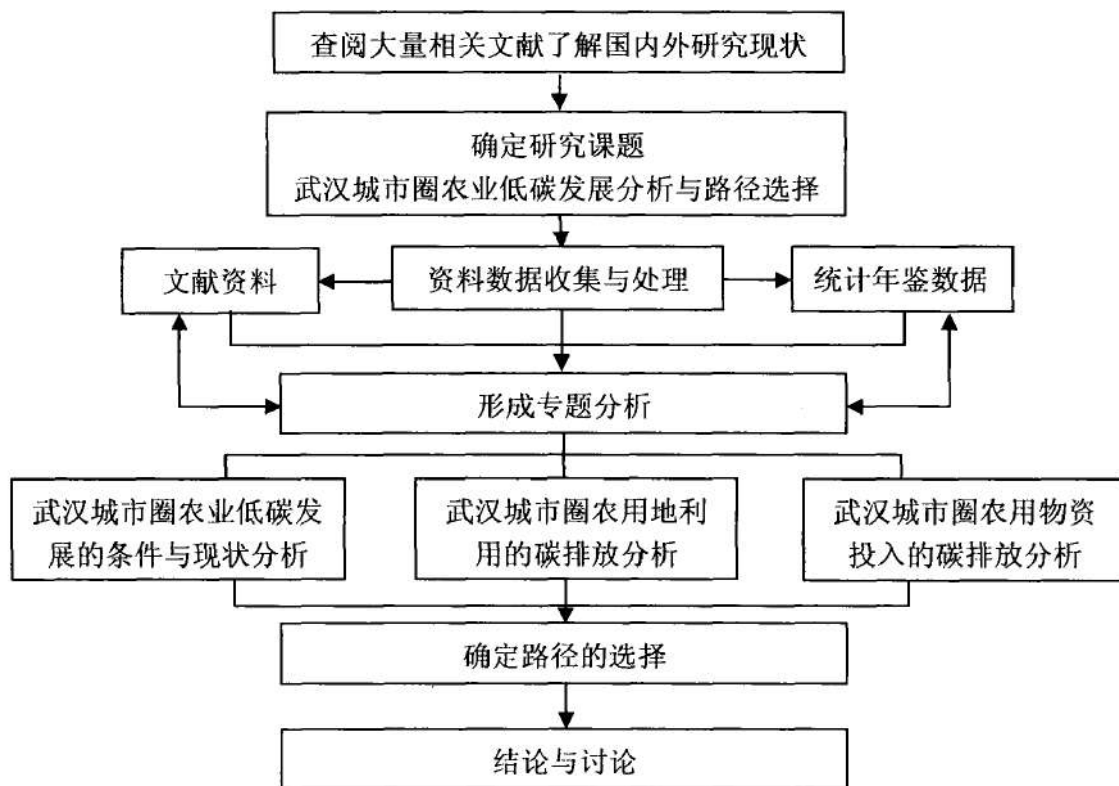 查阅大量相关文献了解国内外研究现状
确定研究课题
武汉城市圈农业低碳发展分析与路径选择
文献资料
资料数据收集与处理
统计年鉴数据
形成专题分析
武汉城市圈农业低碳发
展的条件与现状分析
武汉城市圈农用地利
用的碳排放分析
武汉城市圈农用物资
投入的碳排放分析
确定路径的选择
结论与讨论